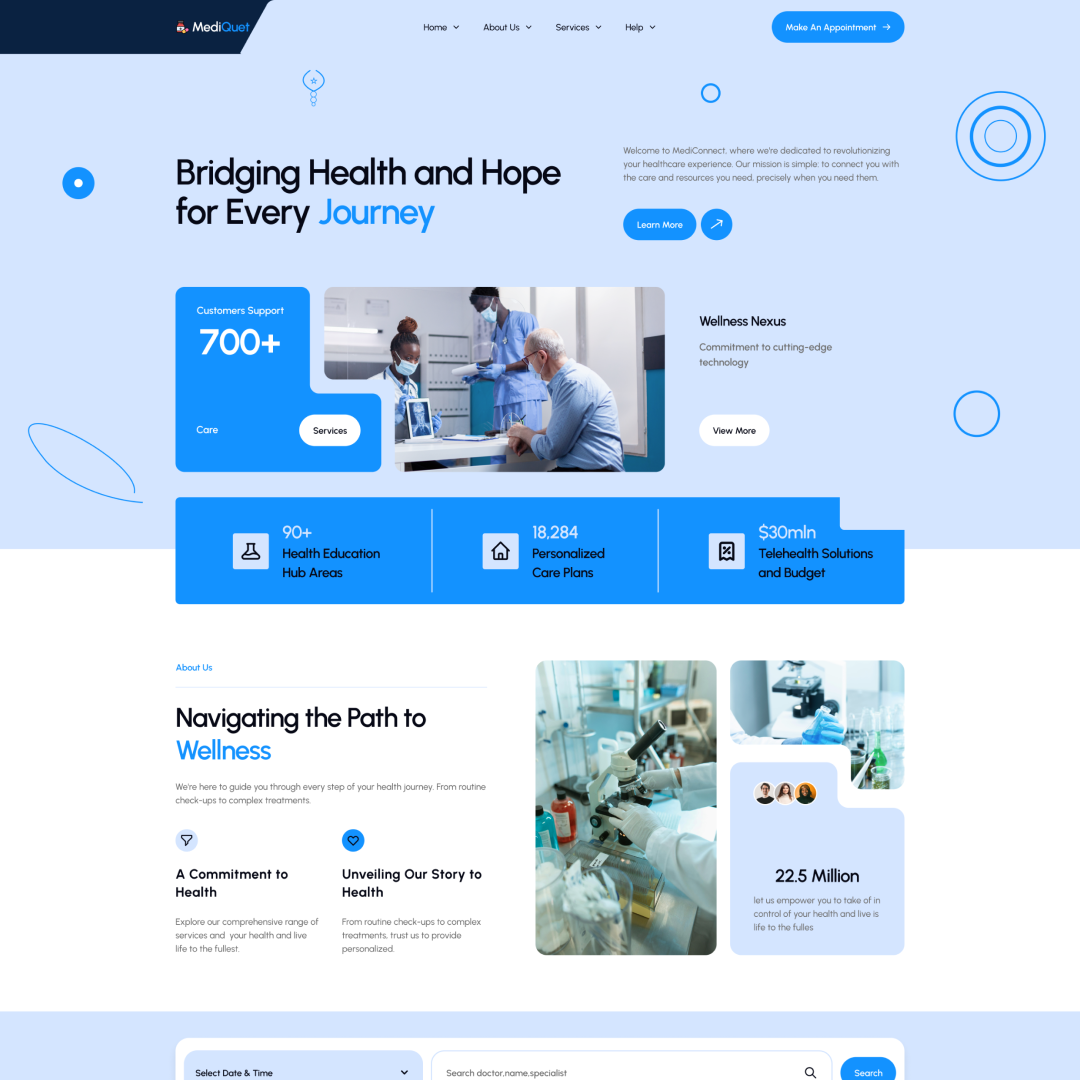 MediQuet
Home
About Us
Services
Help
Make An Appointment
Bridging Health and Hope
for Every Journey
Welcome to MediConnect, where we're dedicated to revolutionizing
your healthcare experience. Our mission is simple: to connect you with
the care and resources you need, precisely when you need them.
Learn More
Customers Support
700+
Care
Services
Wellness Nexus
Commitment to cutting-edge
technology
View More
90+
Health Education
Hub Areas
18,284
Personalized
Care Plans
$30mln
Telehealth Solutions
and Budget
About Us
Navigating the Path to
Wellness
We're here to guide you through every step of your health journey. From routine
check-ups to complex treatments.
A Commitment to
Health
Explore our comprehensive range of
services and  your health and live
life to the fullest.
Unveiling Our Story to
Health
From routine check-ups to complex
treatments, trust us to provide
personalized.
22.5 Million
let us empower you to take of in
control of your health and live is
life to the fulles
Select Date & Time
Search doctor,name,specialist
Search